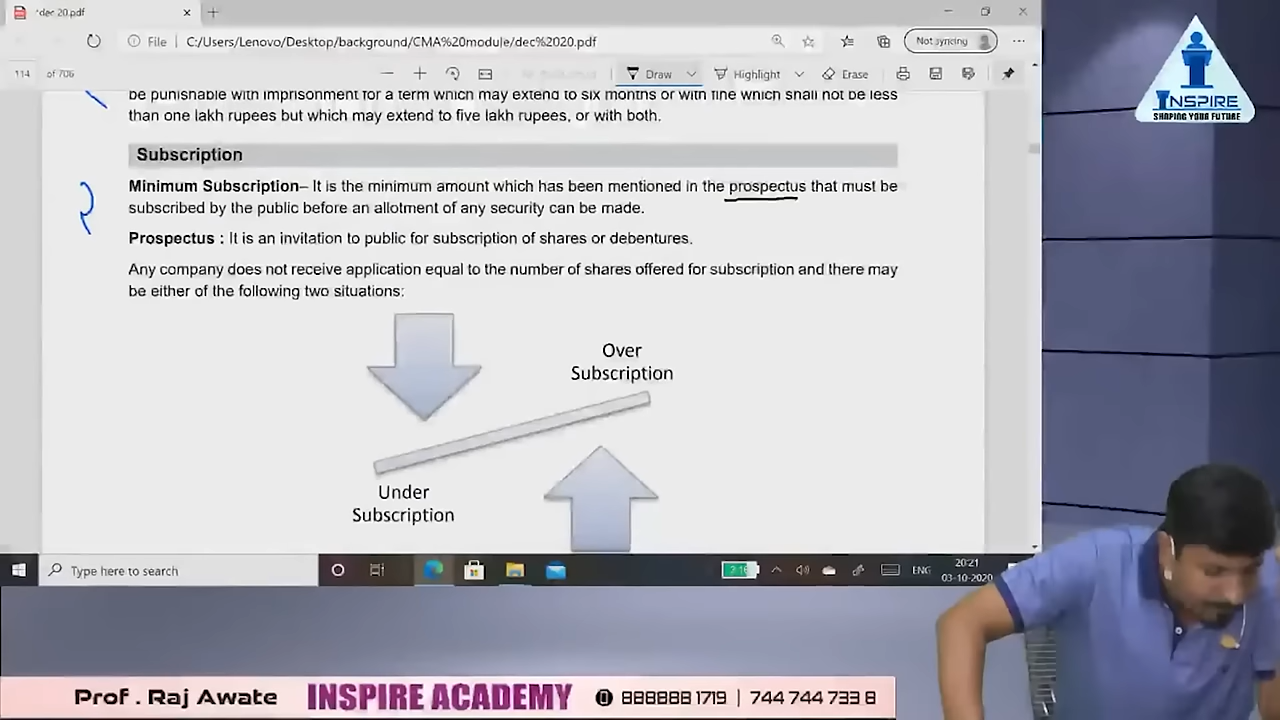 dec 20.pdf
File
C:/Users/Lenovo/Desktop/background/CMA%20module/dec%2020.pdf
Not syncing
114 of 706
Draw
Highlight
Erase
INSPIRE
SHAPING YOUR FUTURE
be punishable with imprisonment for a term which may extend to six months or with fine which shall not be less
than one lakh rupees but which may extend to five lakh rupees, or with both.
Subscription
Minimum Subscription– It is the minimum amount which has been mentioned in the prospectus that must be
subscribed by the public before an allotment of any security can be made.
Prospectus : It is an invitation to public for subscription of shares or debentures.
Any company does not receive application equal to the number of shares offered for subscription and there may
be either of the following two situations:
Over
Subscription
Under
Subscription
Type here to search
ENG
20:21
03-10-2020
Prof . Raj Awate
INSPIRE ACADEMY
888888 1719 | 744 744 733 8